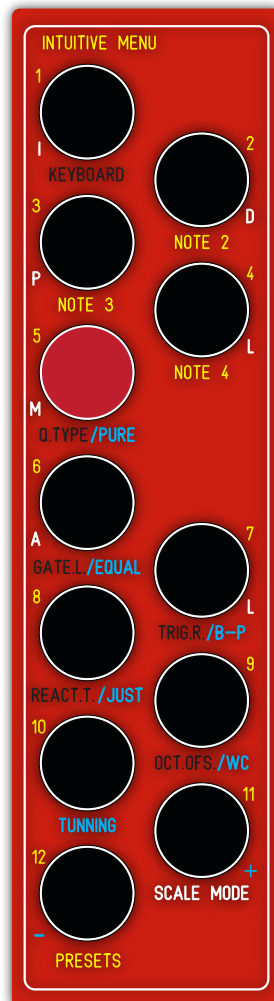 INTUITIVE MENU
1
I
KEYBOARD
2
D
NOTE 2
3
P
NOTE 3
4
L
NOTE 4
5
M
Q.TYPE/PURE
6
A
GATE.L./EQUAL
7
L
TRIG.R./B-P
8
REACT.T./JUST
9
OCT.OFS./WC
10
TUNNING
11
+
SCALE MODE
12
-
PRESETS